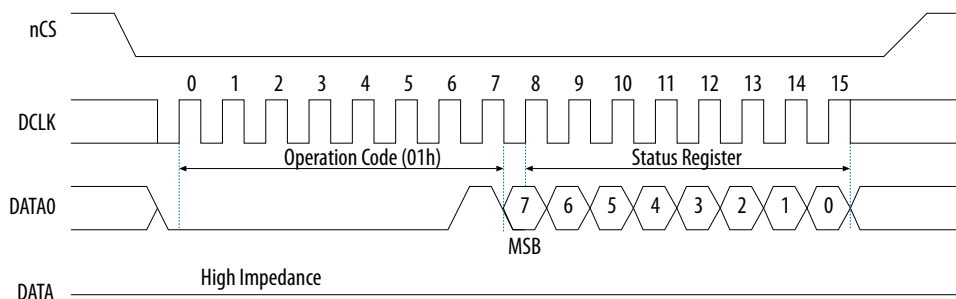 nCS
0 1 2 3 4 5 6 7 8 9 10 11 12 13 14 15
DCLK
Operation Code (01h) Status Register
DATA0 7 6 5 4 3 2 1 0
MSB
High Impedance
DATA